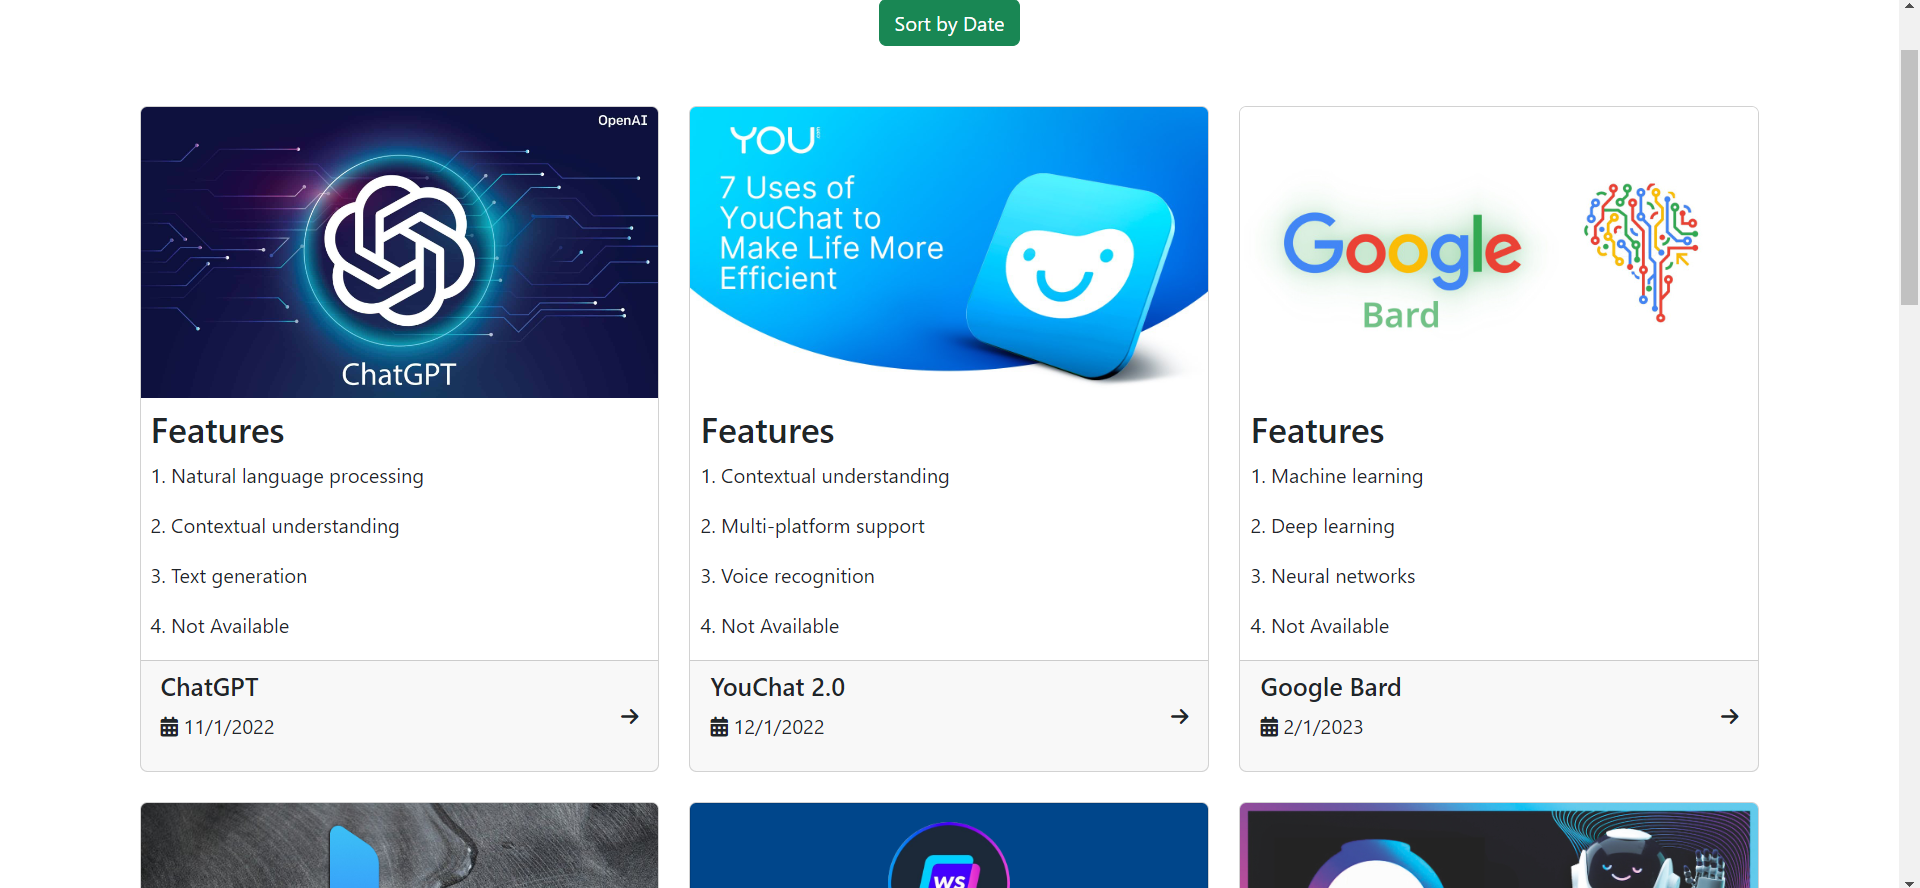 Sort by Date
OpenAI
ChatGPT
Features
1. Natural language processing
2. Contextual understanding
3. Text generation
4. Not Available
ChatGPT
11/1/2022
YOU
7 Uses of
YouChat to
Make Life More
Efficient
Features
1. Contextual understanding
2. Multi-platform support
3. Voice recognition
4. Not Available
YouChat 2.0
12/1/2022
Google
Bard
Features
1. Machine learning
2. Deep learning
3. Neural networks
4. Not Available
Google Bard
2/1/2023
WS